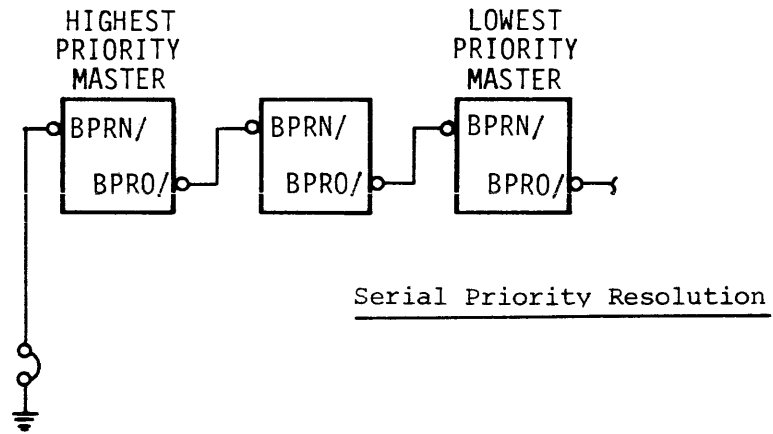 HIGHEST
PRIORITY
MASTER
LOWEST
PRIORITY
MASTER
BPRN/
BPRO/
BPRN/
BPRO/
BPRN/
BPRO/
Serial Priority Resolution